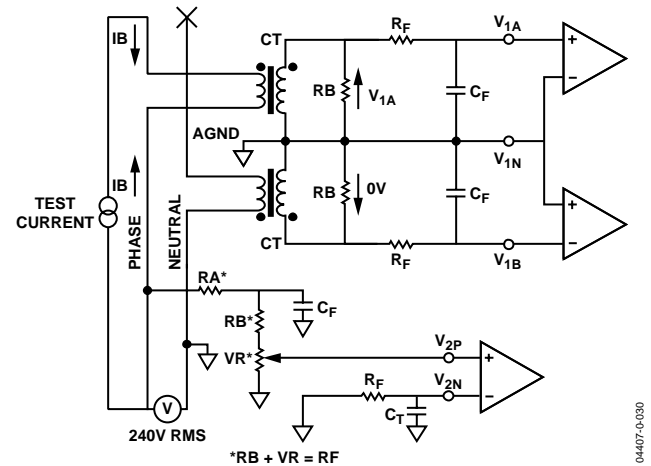 IB
CT
RF
V1A
RB
V1A
CF
AGND
V1N
IB
TEST
CURRENT
PHASE
NEUTRAL
RB
0V
CF
CT
RF
V1B
RA*
CF
RB*
VR*
V2P
RF
V2N
CT
V
240V RMS
*RB + VR = RF
04407-0-030
+
−
+
−
+
−